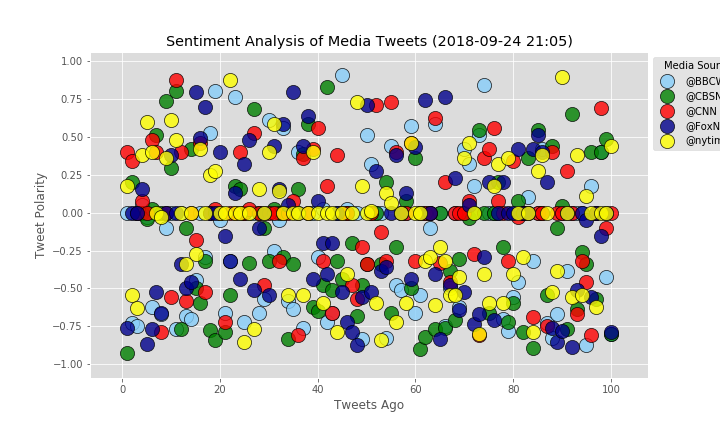 Sentiment Analysis of Media Tweets (2018-09-24 21:05)
Media Sour
@BBCW
@CBSN
@CNN
@FoxN
@nytim
1.00
0.75
0.50
0.25
0.00
−0.25
−0.50
−0.75
−1.00
Tweet Polarity
0 20 40 60 80 100
Tweets Ago